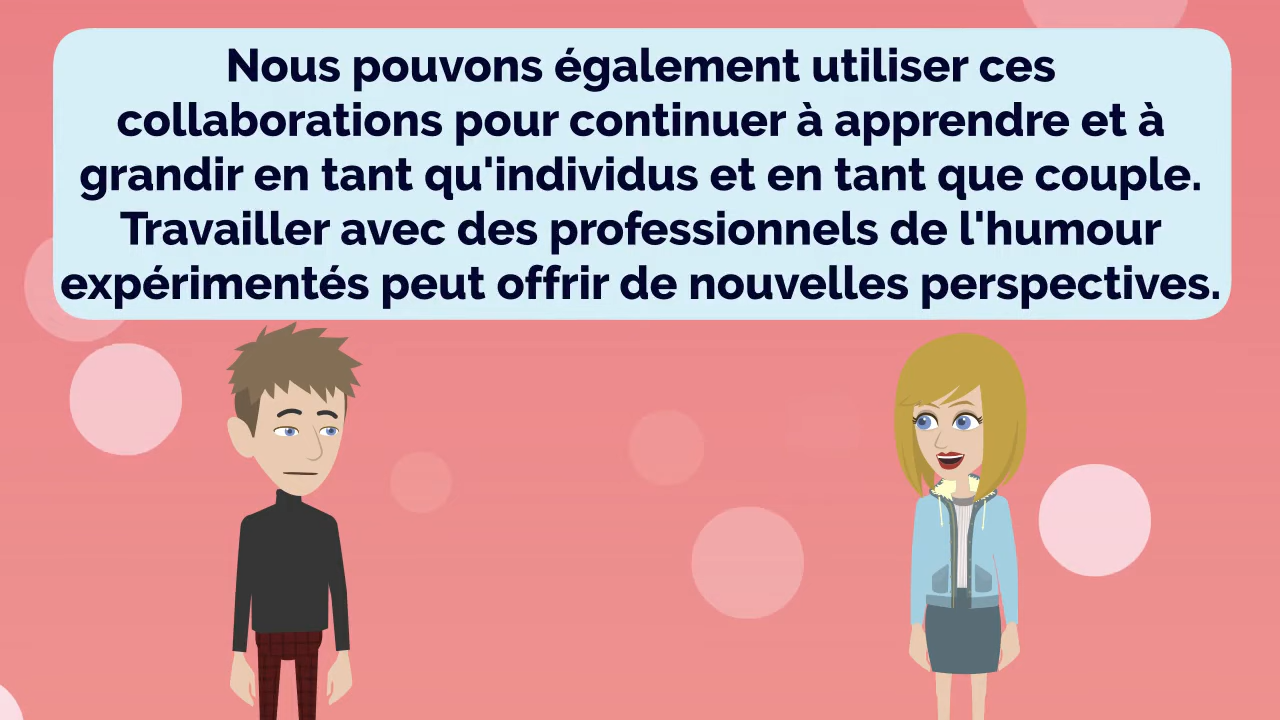 Nous pouvons également utiliser ces
collaborations pour continuer à apprendre et à
grandir en tant qu'individus et en tant que couple.
Travailler avec des professionnels de l'humour
expérimentés peut offrir de nouvelles perspectives.